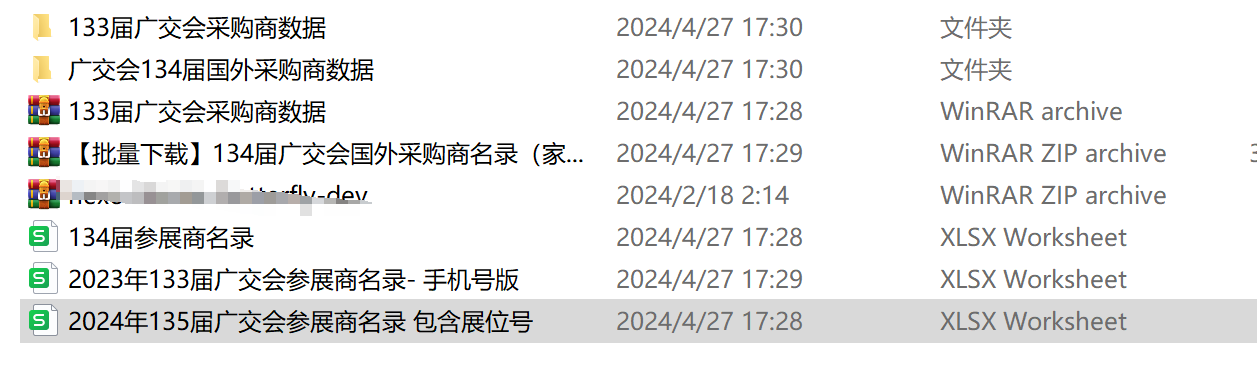 133届广交会采购商数据 2024/4/27 17:30 文件夹
广交会134届国外采购商数据 2024/4/27 17:30 文件夹
133届广交会采购商数据 2024/4/27 17:28 WinRAR archive
【批量下载】134届广交会国外采购商名录（家... 2024/4/27 17:29 WinRAR ZIP archive 3
-dev 2024/2/18 2:14 WinRAR ZIP archive
134届参展商名录 2024/4/27 17:28 XLSX Worksheet
2023年133届广交会参展商名录- 手机号版 2024/4/27 17:29 XLSX Worksheet
2024年135届广交会参展商名录 包含展位号 2024/4/27 17:28 XLSX Worksheet